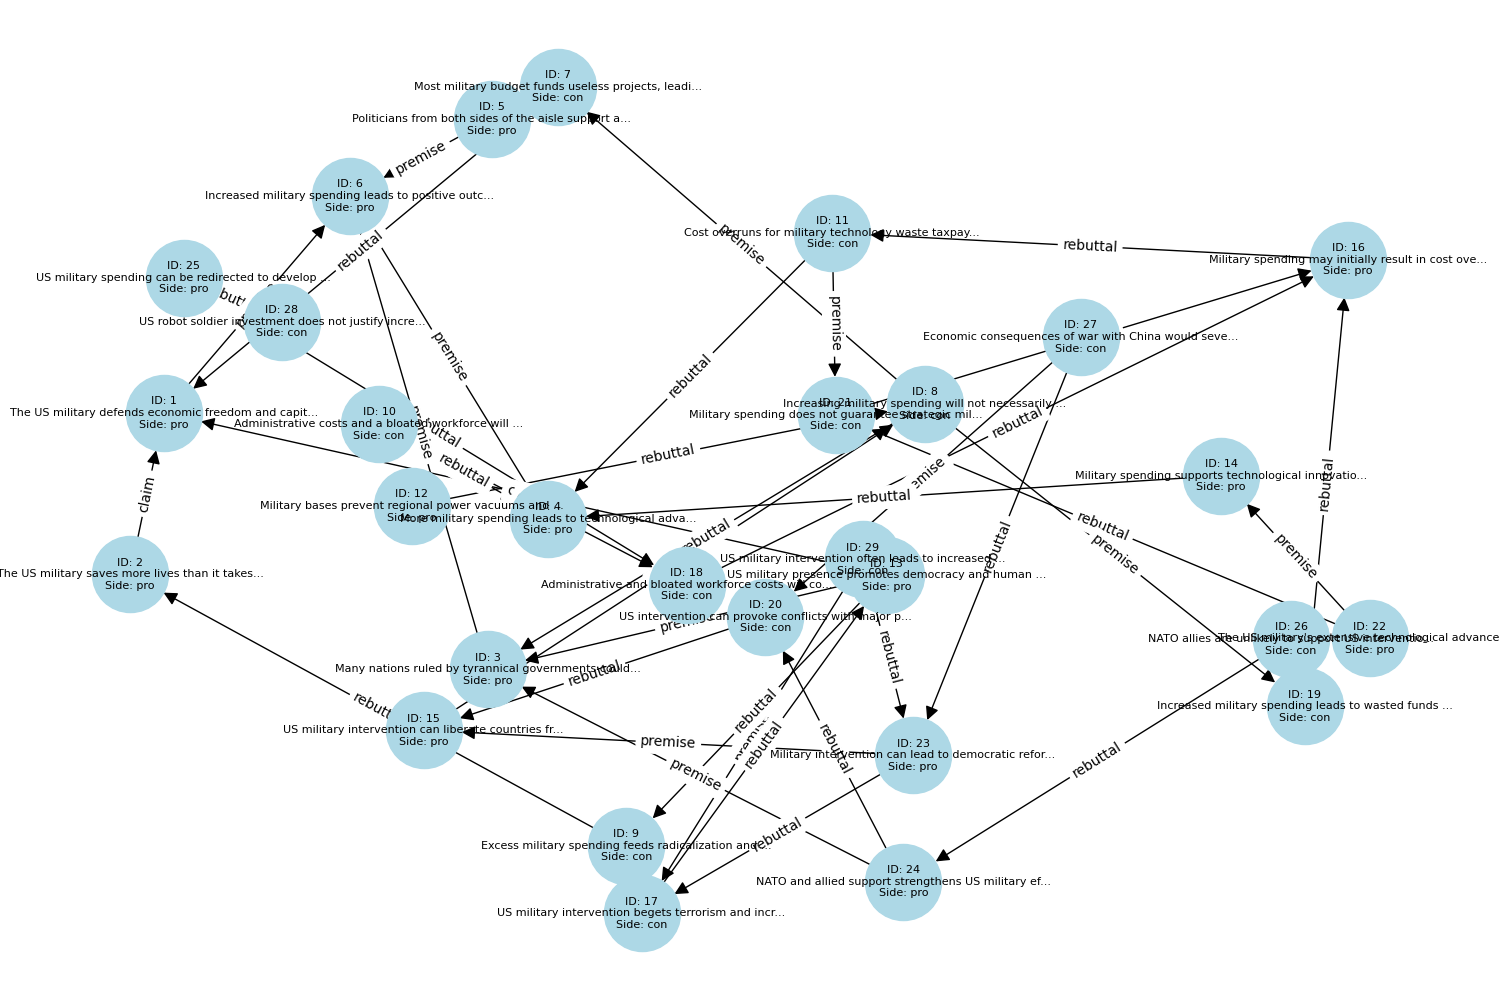 ID: 7
Most military budget funds useless projects, leadi...
Side: con
ID: 5
Politicians from both sides of the aisle support a...
Side: pro
premise
ID: 6
Increased military spending leads to positive outc...
Side: pro
ID: 11
Cost overruns for military technology waste taxpay...
Side: con
rebuttal
premise
rebuttal
ID: 16
Military spending may initially result in cost ove...
Side: pro
ID: 25
US military spending can be redirected to develop ...
Side: pro
ID: 28
US robot soldier investment does not justify incre...
Side: con
premise
premise
ID: 27
Economic consequences of war with China would seve...
Side: con
rebuttal
ID: 1
The US military defends economic freedom and capit...
Side: pro
ID: 10
Administrative costs and a bloated workforce will ...
Side: con
ID: 21
Military spending does not guarantee strategic mil...
Side: con
ID: 8
Increasing military spending will not necessarily ...
Side: con
rebuttal
rebuttal
rebuttal
premise
ID: 14
Military spending supports technological innovatio...
Side: pro
claim
ID: 12
Military bases prevent regional power vacuums and
Side: pro
ID: 4
More military spending leads to technological adva...
Side: pro
rebuttal
rebuttal
rebuttal
rebuttal
rebuttal
premise
premise
ID: 2
The US military saves more lives than it takes...
Side: pro
ID: 29
US military intervention often leads to increased...
Side: con
ID: 13
US military presence promotes democracy and human ...
Side: pro
ID: 18
Administrative and bloated workforce costs will co...
Side: con
ID: 20
US intervention can provoke conflicts with major p...
Side: con
ID: 26
NATO allies are unlikely to support US interventio...
Side: con
ID: 22
The US military's extensive technological advance
Side: pro
ID: 3
Many nations ruled by tyrannical governments could...
Side: pro
rebuttal
rebuttal
ID: 19
Increased military spending leads to wasted funds ...
Side: con
ID: 15
US military intervention can liberate countries fr...
Side: pro
rebuttal
rebuttal
premise
premise
rebuttal
rebuttal
ID: 23
Military intervention can lead to democratic refor...
Side: pro
rebuttal
ID: 9
Excess military spending feeds radicalization and ...
Side: con
ID: 24
NATO and allied support strengthens US military ef...
Side: pro
ID: 17
US military intervention begets terrorism and incr...
Side: con